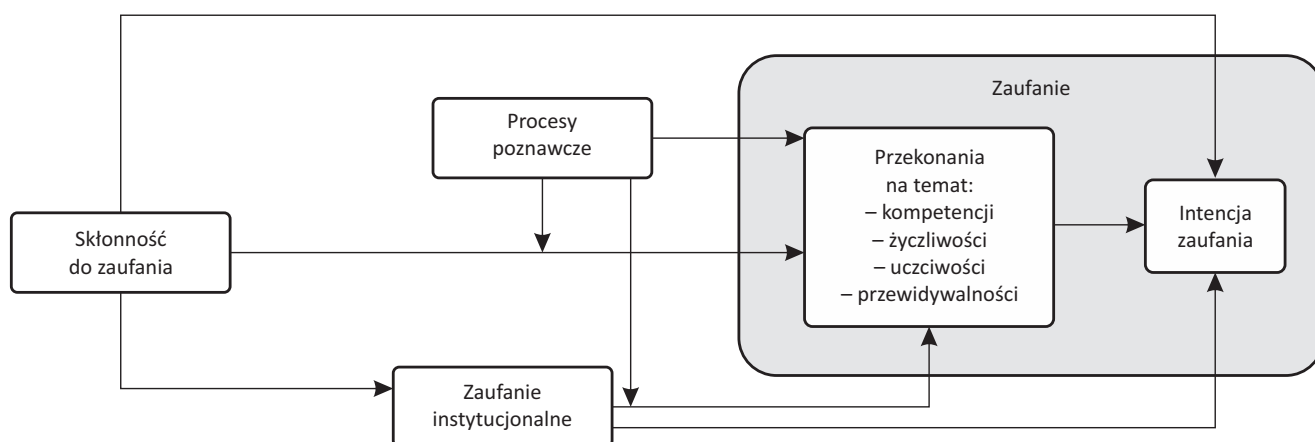 Zaufanie
Procesy
poznawcze
Przekonania
na temat:
– kompetencji
– życzliwości
– uczciwości
– przewidywalności
Intencja
zaufania
Skłonność
do zaufania
Zaufanie
instytucjonalne